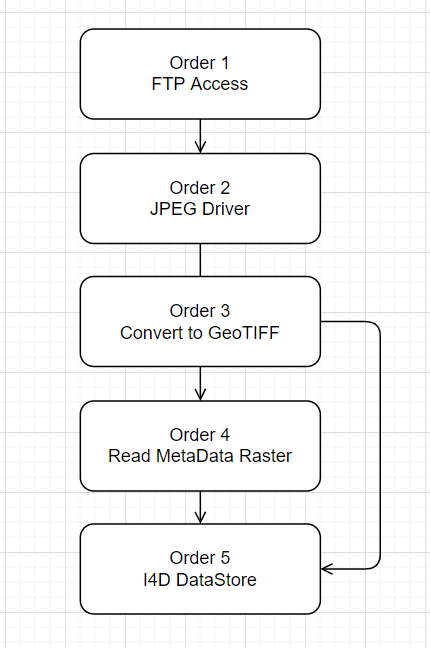 Order 1
FTP Access
Order 2
JPEG Driver
Order 3
Convert to GeoTIFF
Order 4
Read MetaData Raster
Order 5
I4D DataStore